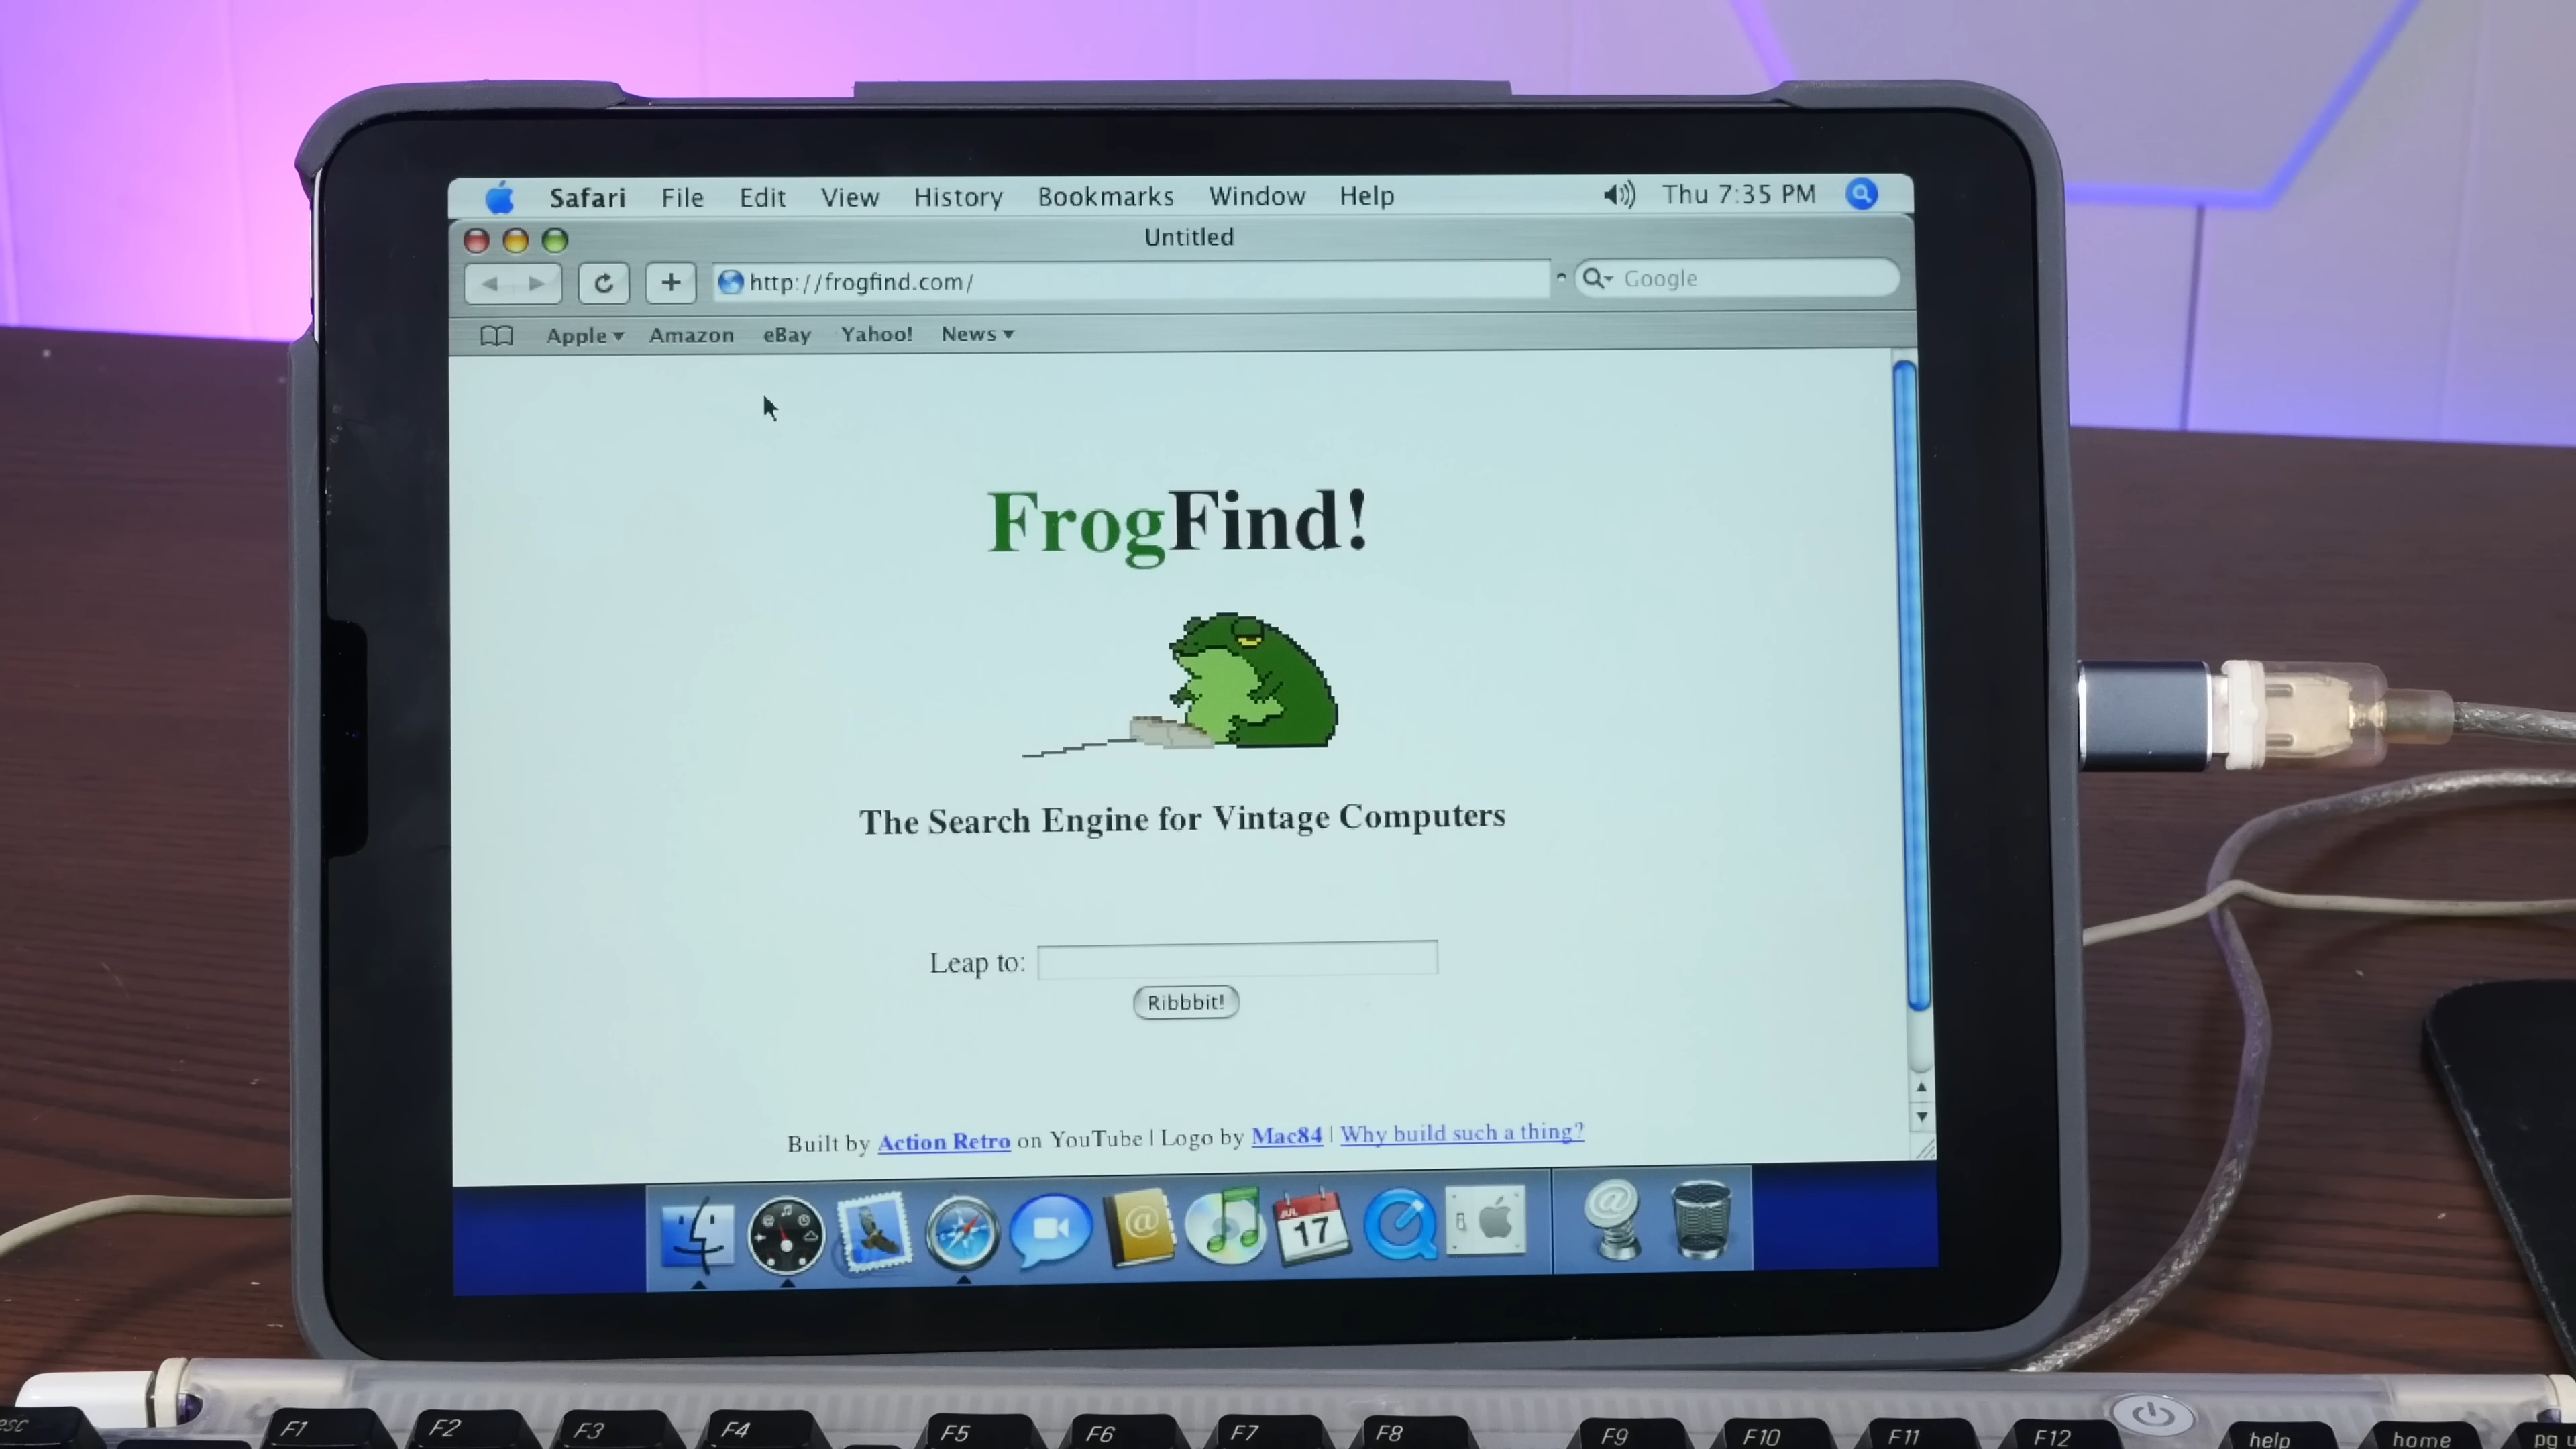 Safari File Edit View History Bookmarks Window Help Thu 7:35 PM
Untitled
http://frogfind.com/ Google
Apple Amazon eBay Yahoo! News
FrogFind!
The Search Engine for Vintage Computers
Leap to:
Ribbbit!
Built by Action Retro on YouTube | Logo by Mac84 | Why build such a thing?
JUL
17
esc F1 F2 F3 F4 F5 F6 F7 F8 F9 F10 F11 F12 help home